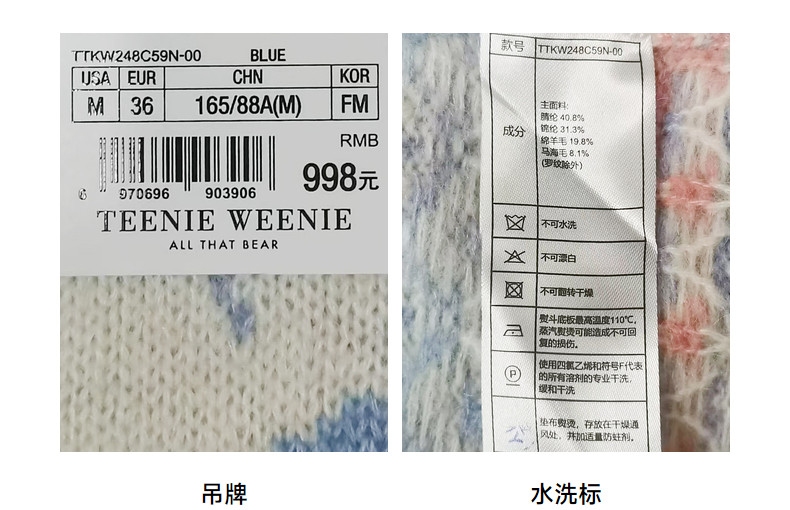 TTKW248C59N-00 BLUE
USA EUR CHN KOR
M 36 165/88A(M) FM
RMB
998元
6 970696 903906
TEENIE WEENIE
ALL THAT BEAR
款号 TTKW248C59N-00
成分
主面料:
腈纶 40.8%
锦纶 31.3%
绵羊毛 19.8%
马海毛 8.1%
(罗纹除外)
不可水洗
不可漂白
不可翻转干燥
熨斗底板最高温度110℃,
蒸汽熨烫可能造成不可回
复的损伤。
P
使用四氯乙烯和符号F代表
的所有溶剂的专业干洗,
缓和干洗
垫布熨烫, 存放在干燥通
风处, 并加适量防蛀剂。
吊牌
水洗标